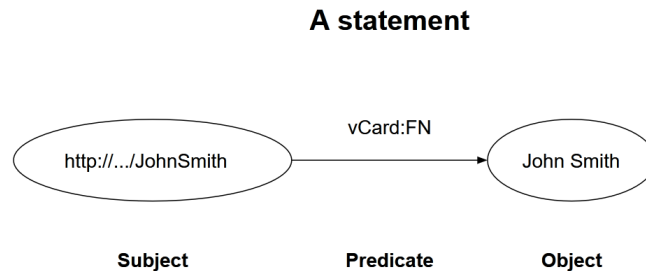 A statement
vCard:FN
http://.../JohnSmith
John Smith
Subject
Predicate
Object